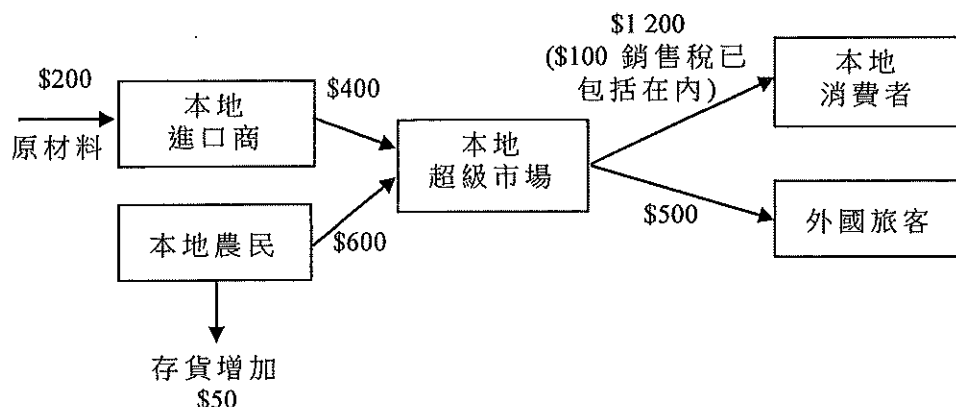 $1 200
($100 銷售稅已
包括在內)
本地
消費者
$200
原材料
本地
進口商
$400
本地
超級市場
本地農民
$600
$500
外國旅客
存貨增加
$50